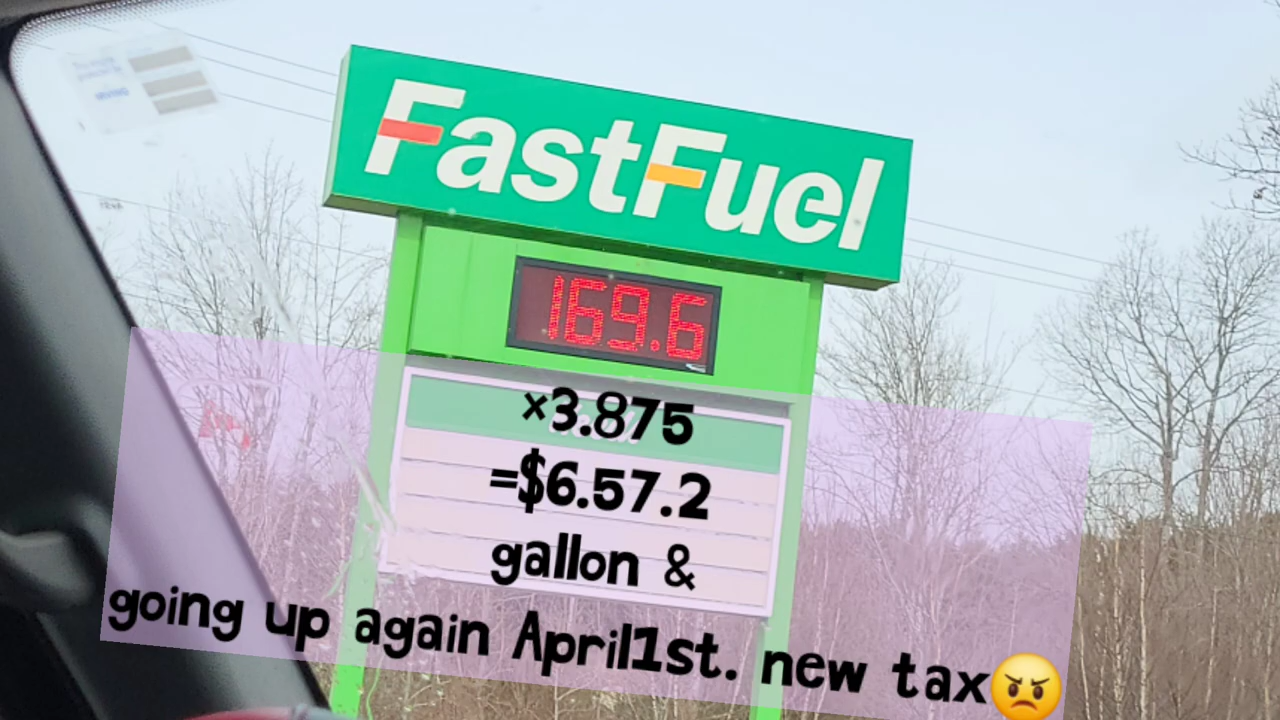 FastFuel
169.6
×3.875
=$6.57.2
gallon &
going up again April1st. new tax😠